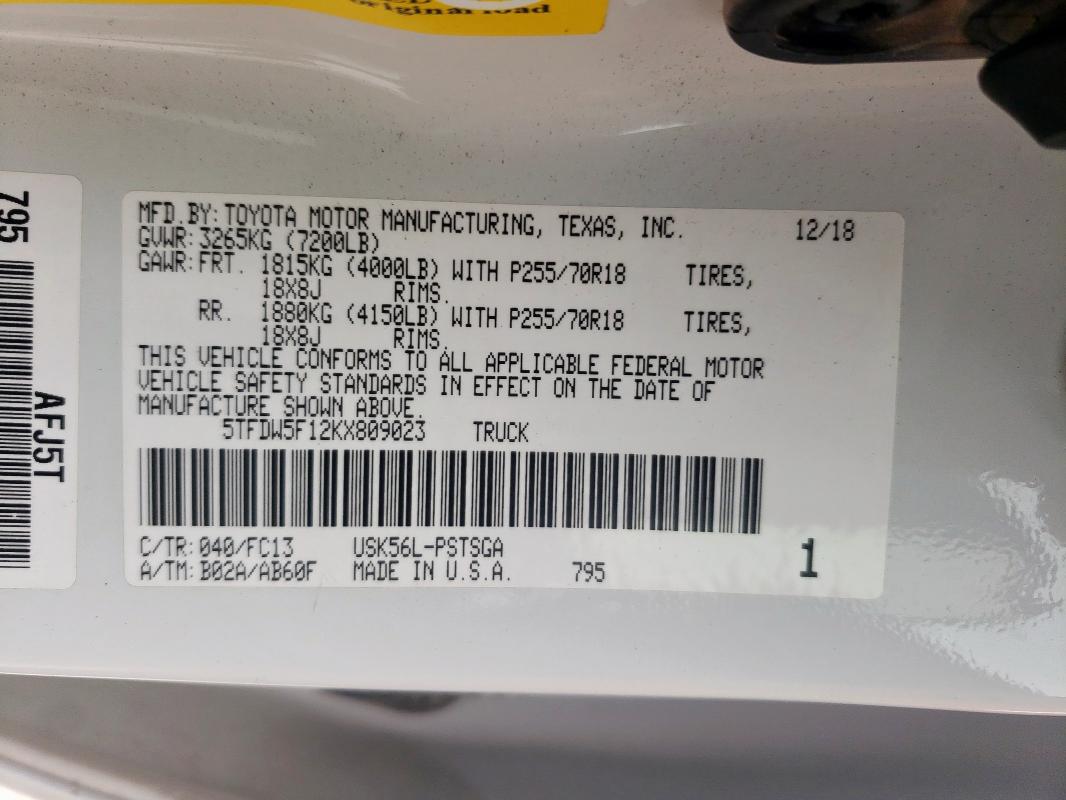 original load
795
AFJ5T
MFD.BY: TOYOTA MOTOR MANUFACTURING, TEXAS, INC. 12/18
GVWR: 3265KG (7200LB)
GAWR: FRT. 1815KG (4000LB) WITH P255/70R18 TIRES,
18X8J RIMS.
RR. 1880KG (4150LB) WITH P255/70R18 TIRES,
18X8J RIMS.
THIS VEHICLE CONFORMS TO ALL APPLICABLE FEDERAL MOTOR
VEHICLE SAFETY STANDARDS IN EFFECT ON THE DATE OF
MANUFACTURE SHOWN ABOVE.
5TFDW5F12KX809023 TRUCK
C/TR: 040/FC13 USK56L-PSTSGA
A/TM: B02A/AB60F MADE IN U.S.A. 795 1